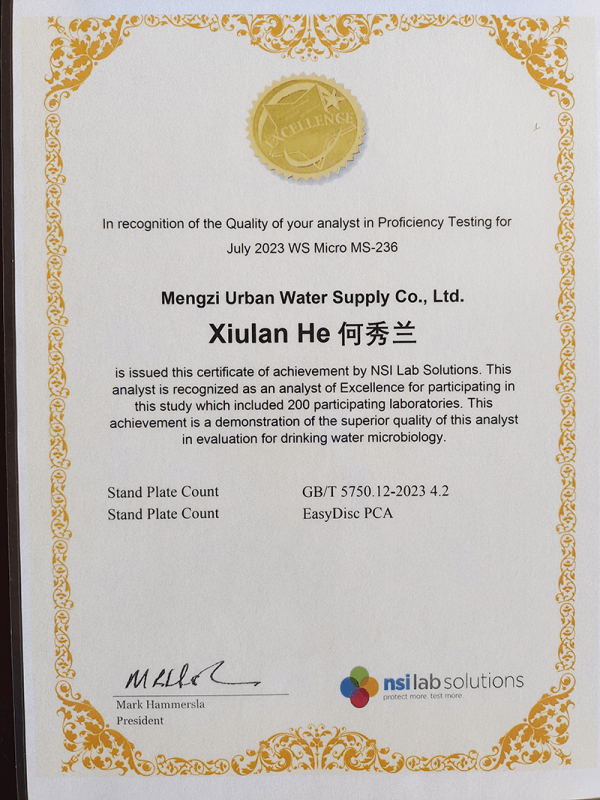 EXCELLENCE
In recognition of the Quality of your analyst in Proficiency Testing for
July 2023 WS Micro MS-236
Mengzi Urban Water Supply Co., Ltd.
Xiulan He 何秀兰
is issued this certificate of achievement by NSI Lab Solutions. This
analyst is recognized as an analyst of Excellence for participating in
this study which included 200 participating laboratories. This
achievement is a demonstration of the superior quality of this analyst
in evaluation for drinking water microbiology.
Stand Plate Count GB/T 5750.12-2023 4.2
Stand Plate Count EasyDisc PCA
Mark Hammersla
President
nsi lab solutions
protect more. test more.